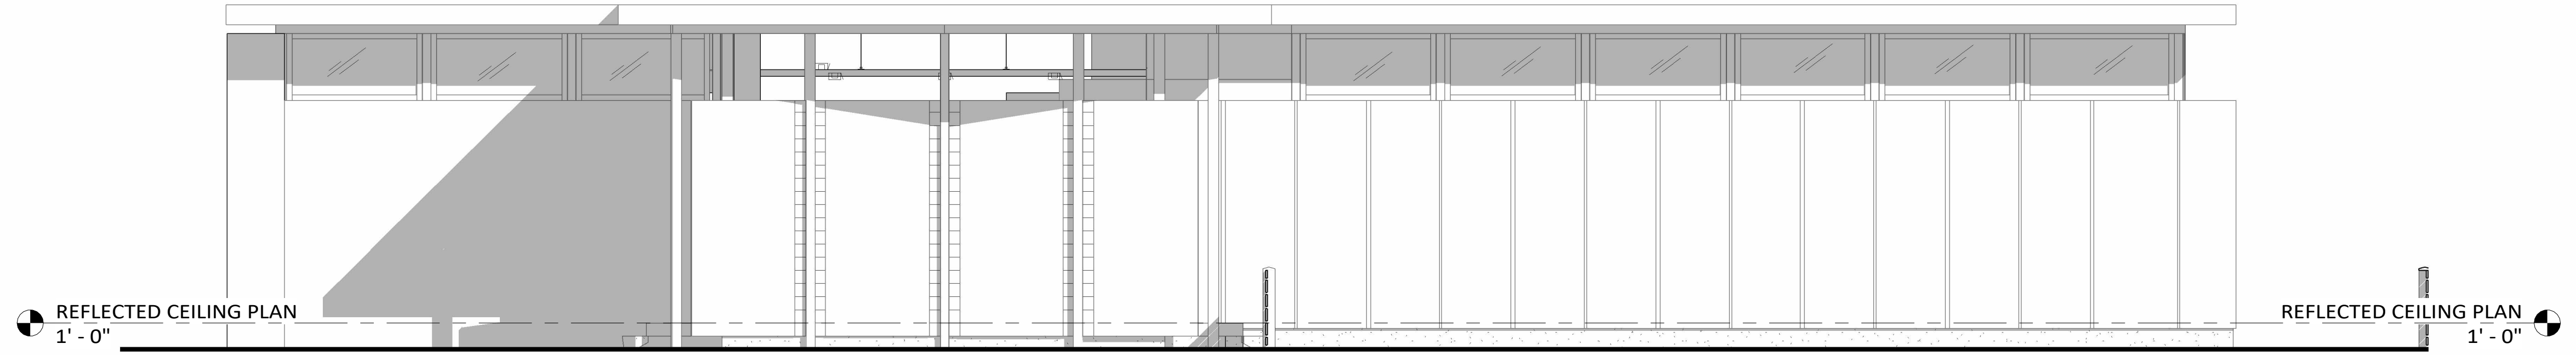 REFLECTED CEILING PLAN
1' - 0"
REFLECTED CEILING PLAN
1' - 0"